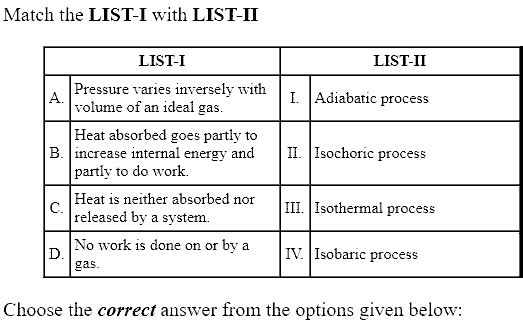 Match the LIST-I with LIST-II
LIST-I LIST-II
A. Pressure varies inversely with
volume of an ideal gas.
I. Adiabatic process
B. Heat absorbed goes partly to
increase internal energy and
partly to do work.
II. Isochoric process
C. Heat is neither absorbed nor
released by a system.
III. Isothermal process
D. No work is done on or by a
gas.
IV. Isobaric process
Choose the correct answer from the options given below: